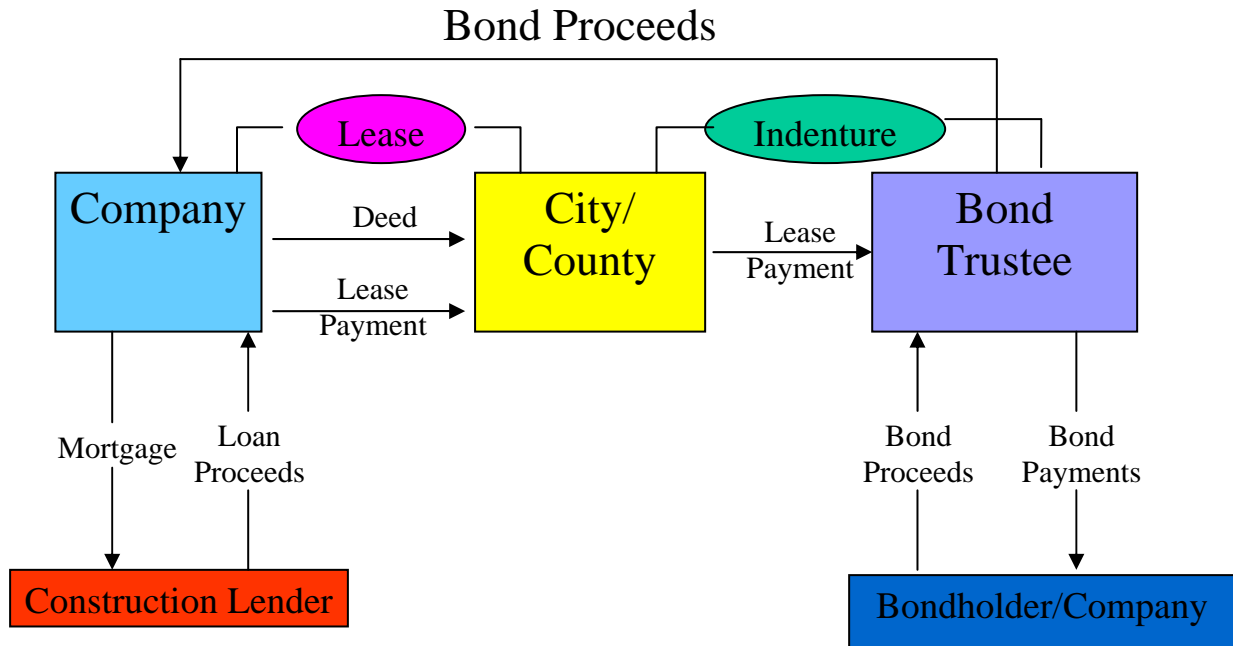 Bond Proceeds
Lease
Indenture
Company
City/
County
Bond
Trustee
Deed
Lease
Payment
Lease
Payment
Mortgage
Loan
Proceeds
Bond
Proceeds
Bond
Payments
Construction Lender
Bondholder/Company